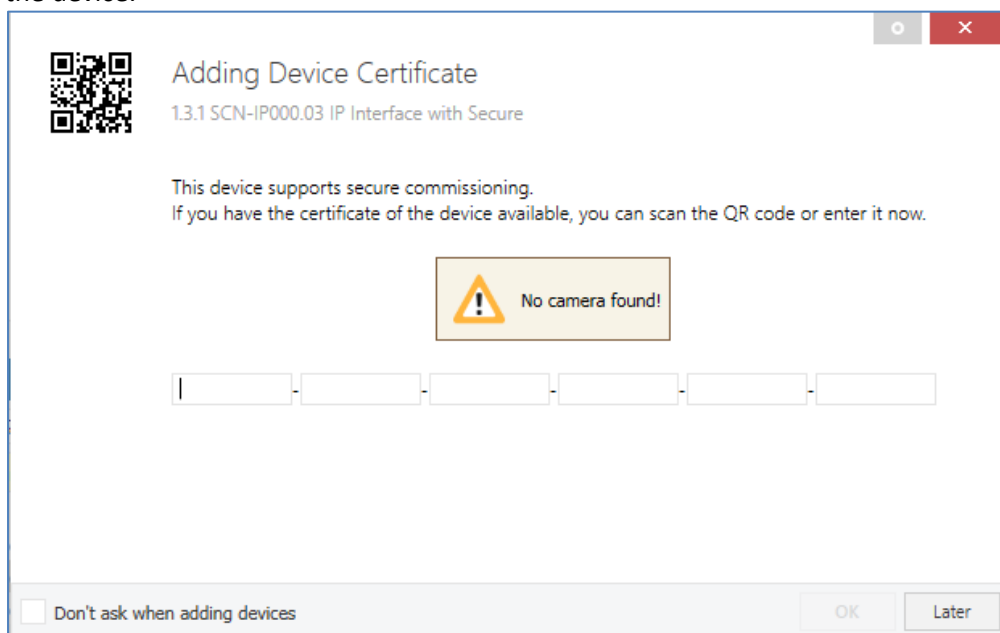 the device.
Adding Device Certificate
1.3.1 SCN-IP000.03 IP Interface with Secure
This device supports secure commissioning.
If you have the certificate of the device available, you can scan the QR code or enter it now.
No camera found!
- - - - -
Don't ask when adding devices
OK
Later